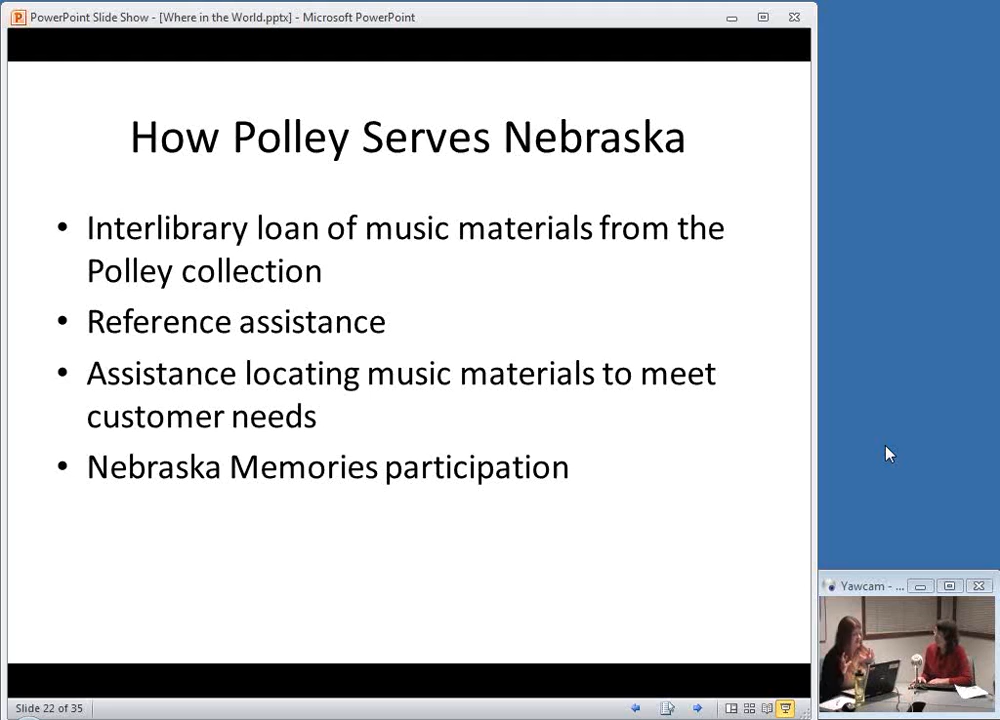 PowerPoint Slide Show - [Where in the World.pptx] - Microsoft PowerPoint
How Polley Serves Nebraska
• Interlibrary loan of music materials from the
Polley collection
• Reference assistance
• Assistance locating music materials to meet
customer needs
• Nebraska Memories participation
Yawcam - ...
Slide 22 of 35